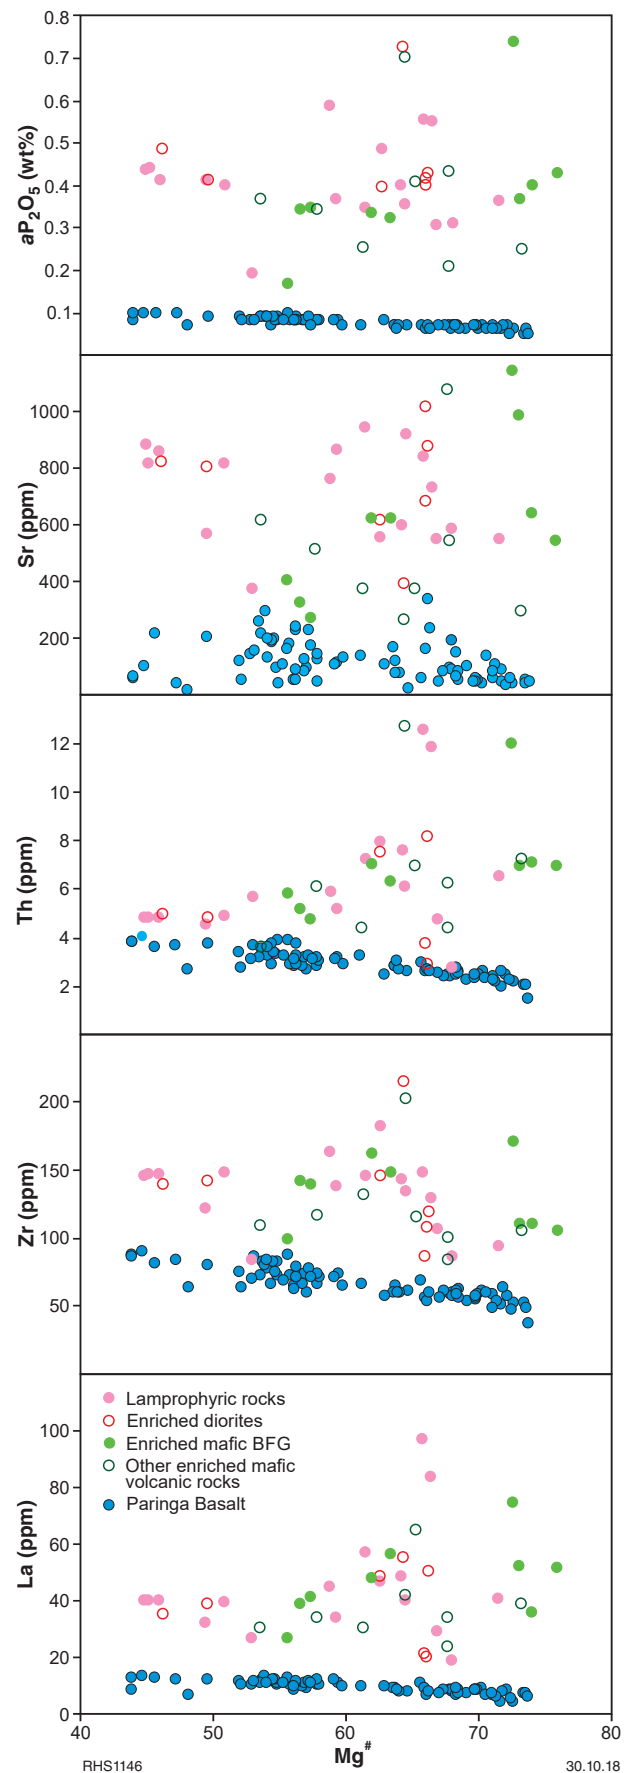 0.8
0.7
0.6
0.5
0.4
0.3
0.2
0.1
aP2O5 (wt%)
1000
800
600
400
200
Sr (ppm)
12
10
8
6
4
2
Th (ppm)
200
150
100
50
Zr (ppm)
Lamprophyric rocks
Enriched diorites
Enriched mafic BFG
Other enriched mafic
volcanic rocks
Paringa Basalt
100
80
60
40
20
0
La (ppm)
40 50 60 70 80
Mg#
RHS1146 30.10.18